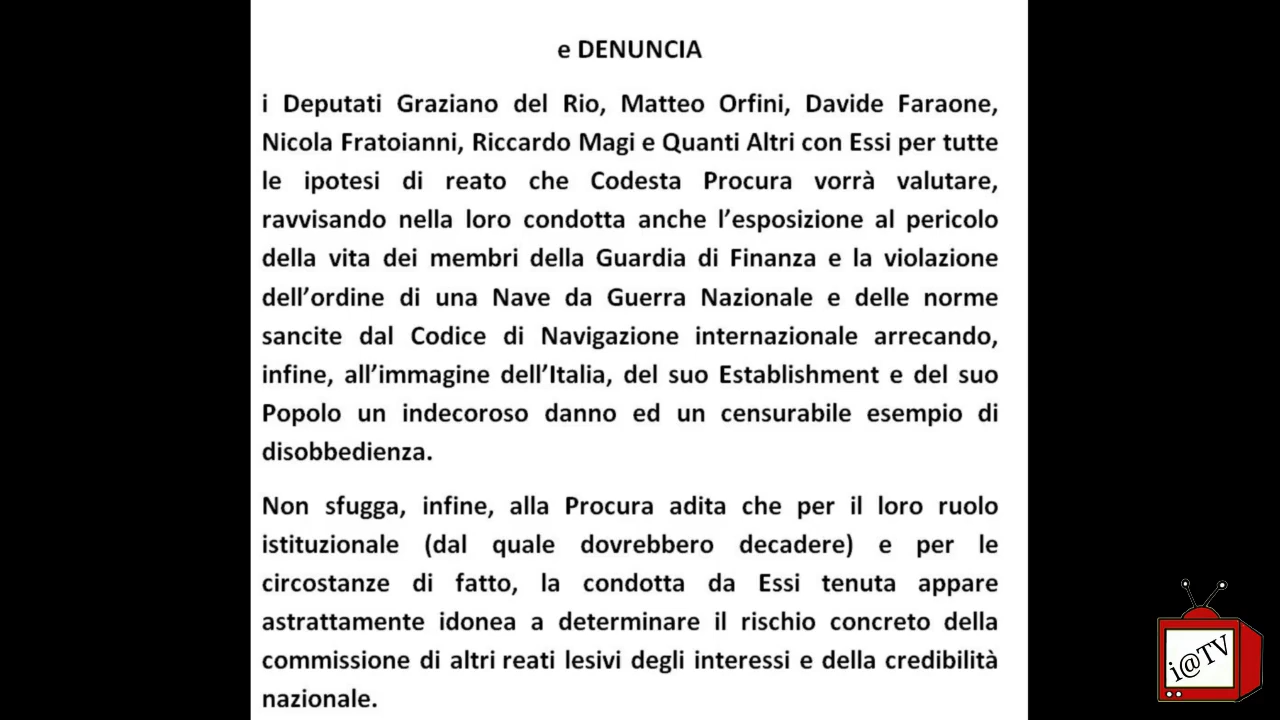 e DENUNCIA
i Deputati Graziano del Rio, Matteo Orfini, Davide Faraone,
Nicola Fratoianni, Riccardo Magi e Quanti Altri con Essi per tutte
le ipotesi di reato che Codesta Procura vorrà valutare,
ravvisando nella loro condotta anche l’esposizione al pericolo
della vita dei membri della Guardia di Finanza e la violazione
dell’ordine di una Nave da Guerra Nazionale e delle norme
sancite dal Codice di Navigazione internazionale arrecando,
infine, all’immagine dell’Italia, del suo Establishment e del suo
Popolo un indecoroso danno ed un censurabile esempio di
disobbedienza.
Non sfugga, infine, alla Procura adita che per il loro ruolo
istituzionale (dal quale dovrebbero decadere) e per le
circostanze di fatto, la condotta da Essi tenuta appare
astrattamente idonea a determinare il rischio concreto della
commissione di altri reati lesivi degli interessi e della credibilità
nazionale.
i@TV